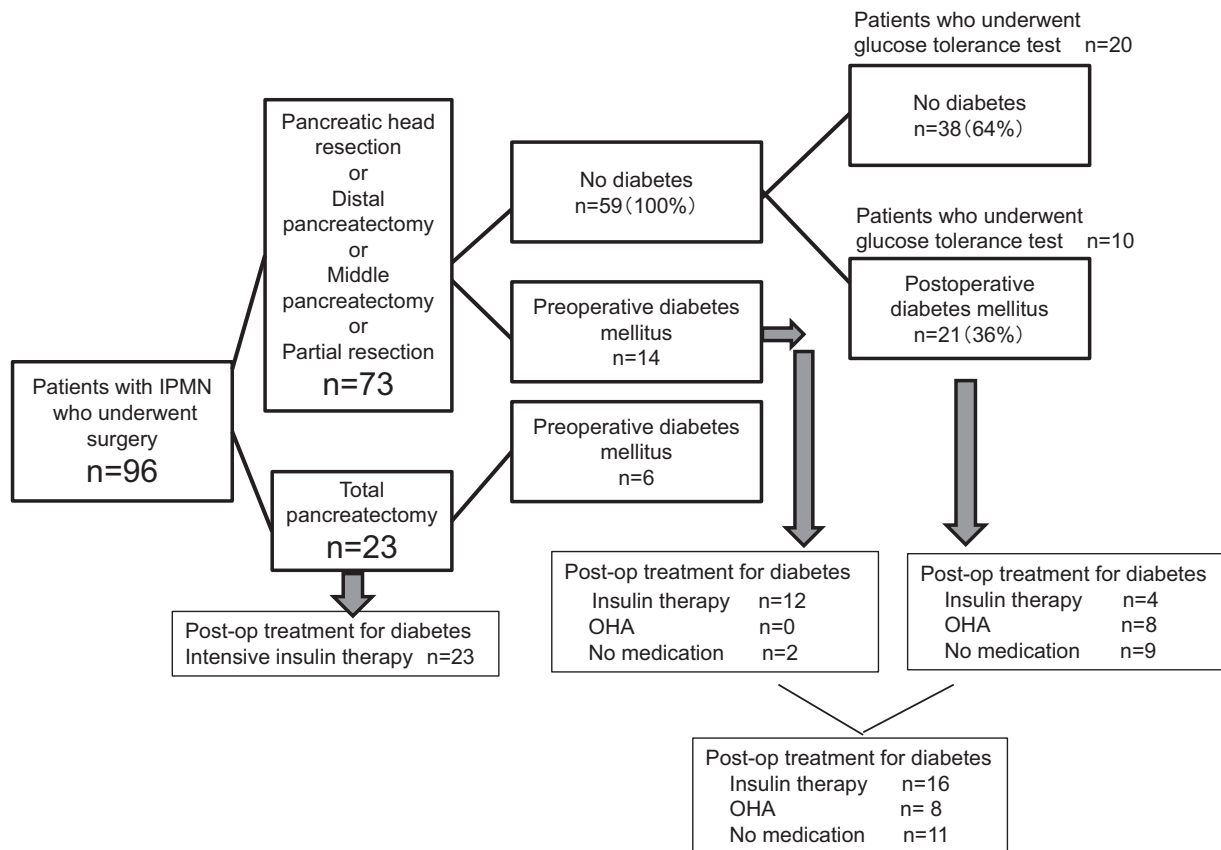 Patients with IPMN
who underwent
surgery
n=96
Pancreatic head
resection
or
Distal
pancreatectomy
or
Middle
pancreatectomy
or
Partial resection
n=73
Total
pancreatectomy
n=23
Post-op treatment for diabetes
Intensive insulin therapy n=23
No diabetes
n=59(100%)
Preoperative diabetes
mellitus
n=14
Preoperative diabetes
mellitus
n=6
Patients who underwent
glucose tolerance test n=20
No diabetes
n=38(64%)
Patients who underwent
glucose tolerance test n=10
Postoperative
diabetes mellitus
n=21(36%)
Post-op treatment for diabetes
Insulin therapy n=12
OHA n=0
No medication n=2
Post-op treatment for diabetes
Insulin therapy n=4
OHA n=8
No medication n=9
Post-op treatment for diabetes
Insulin therapy n=16
OHA n= 8
No medication n=11